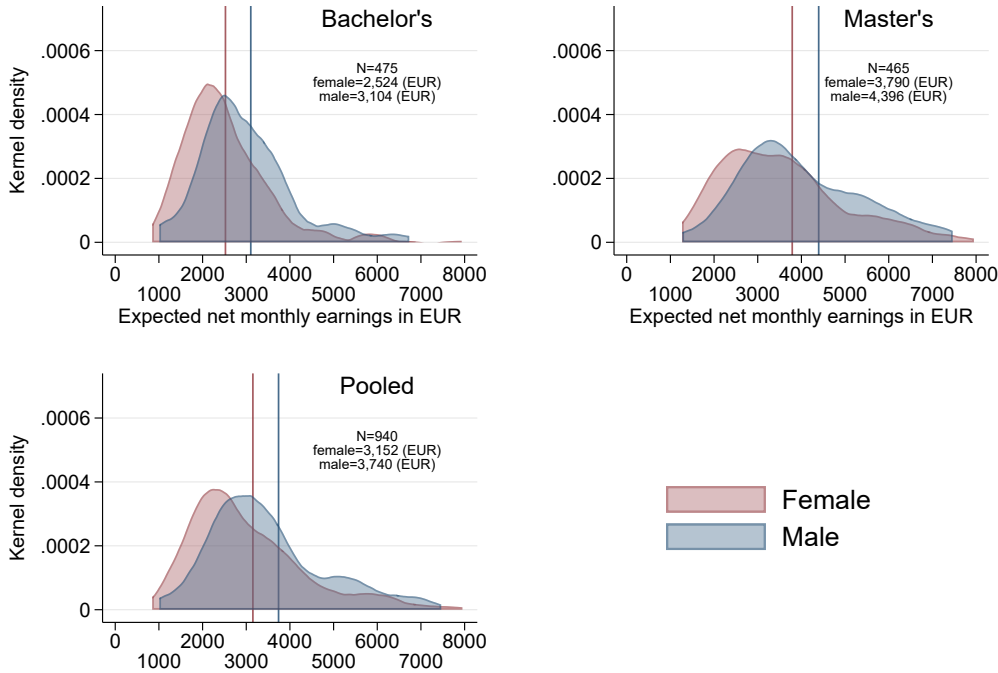 Bachelor's
N=475
female=2,524 (EUR)
male=3,104 (EUR)
Kernel density
.0006
.0004
.0002
0
0 2000 4000 6000 8000
1000 3000 5000 7000
Expected net monthly earnings in EUR
Master's
N=465
female=3,790 (EUR)
male=4,396 (EUR)
.0006
.0004
.0002
0
0 2000 4000 6000 8000
1000 3000 5000 7000
Expected net monthly earnings in EUR
Pooled
N=940
female=3,152 (EUR)
male=3,740 (EUR)
Kernel density
.0006
.0004
.0002
0
0 2000 4000 6000 8000
1000 3000 5000 7000
Female
Male